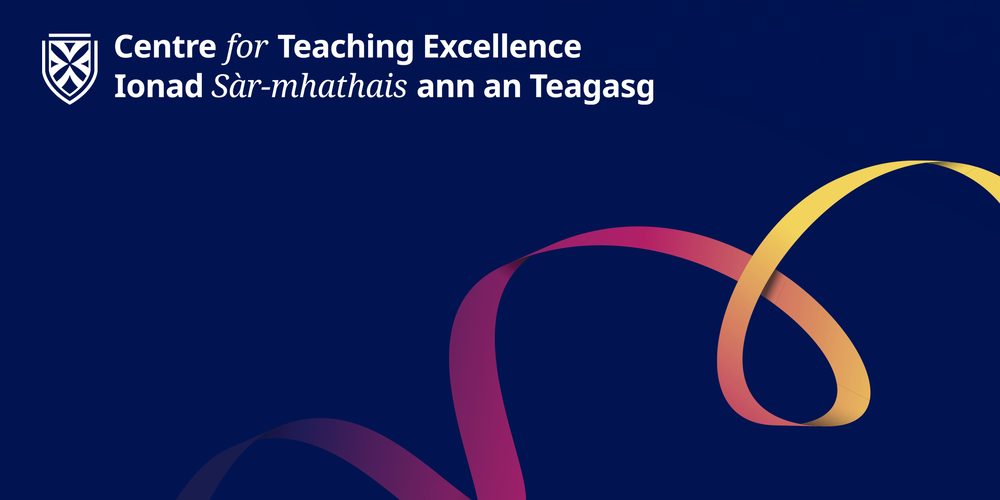 Centre for Teaching Excellence
Ionad Sàr-mhathais ann an Teagasg